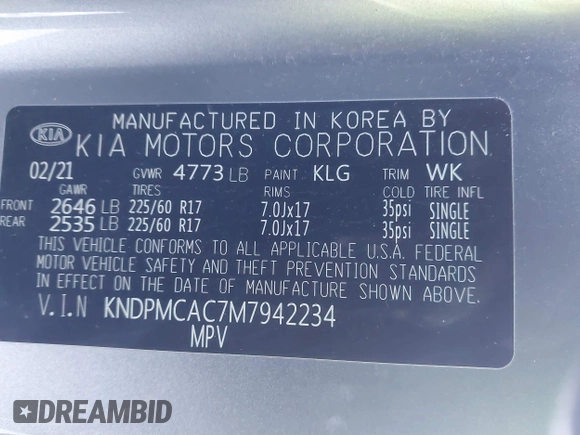 MANUFACTURED IN KOREA BY
KIA KIA MOTORS CORPORATION
02/21 GVWR 4773 LB PAINT KLG TRIM WK
GAWR TIRES RIMS COLD TIRE INFL
FRONT 2646 LB 225/60 R17 7.0Jx17 35psi SINGLE
REAR 2535 LB 225/60 R17 7.0Jx17 35psi SINGLE
THIS VEHICLE CONFORMS TO ALL APPLICABLE U.S.A. FEDERAL
MOTOR VEHICLE SAFETY AND THEFT PREVENTION STANDARDS
IN EFFECT ON THE DATE OF MANUFACTURE SHOWN ABOVE.
V.I.N KNDPMCAC7M7942234
MPV
DREAMBID